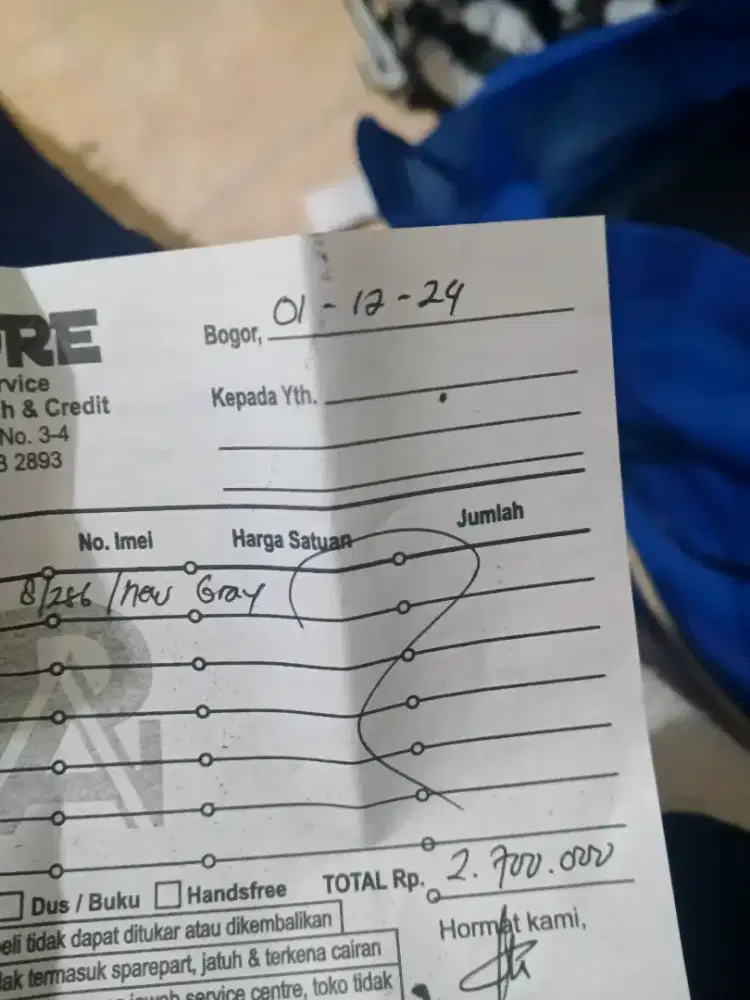 RE
Bogor, 01-12-24
rvice
h & Credit
Kepada Yth.
No. 3-4
3 2893
No. Imei Harga Satuan Jumlah
8/256 / new Gray
TOTAL Rp. 2.700.000
Dus / Buku Handsfree
eli tidak dapat ditukar atau dikembalikan
Hormat kami,
ak termasuk sparepart, jatuh & terkena cairan
service centre, toko tidak